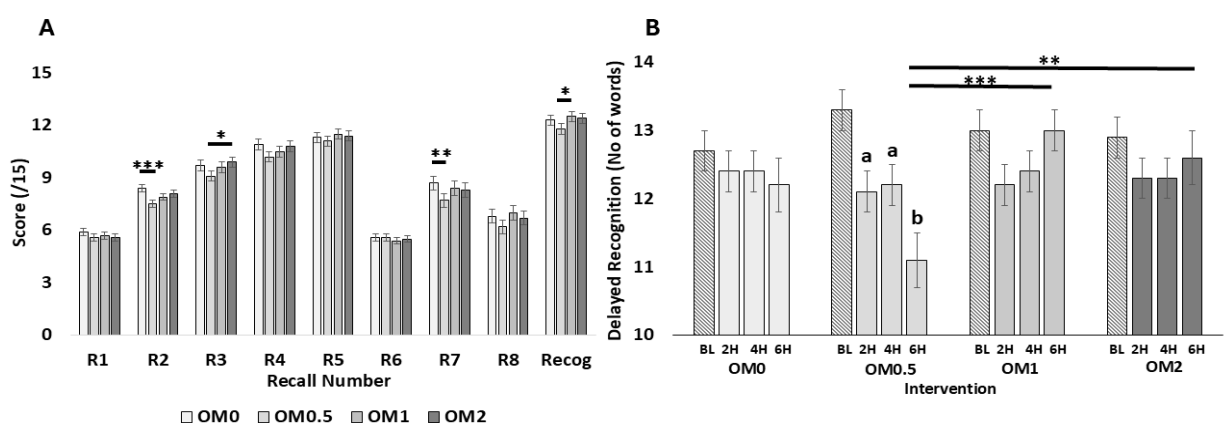 A
Score (/15)
15
12
9
6
3
0
***
*
**
*
R1 R2 R3 R4 R5 R6 R7 R8 Recog
Recall Number
OM0 OM0.5 OM1 OM2
B
Delayed Recognition (No of words)
14
13
12
11
10
**
***
a a
b
BL 2H 4H 6H BL 2H 4H 6H BL 2H 4H 6H BL 2H 4H 6H
OM0 OM0.5 OM1 OM2
Intervention